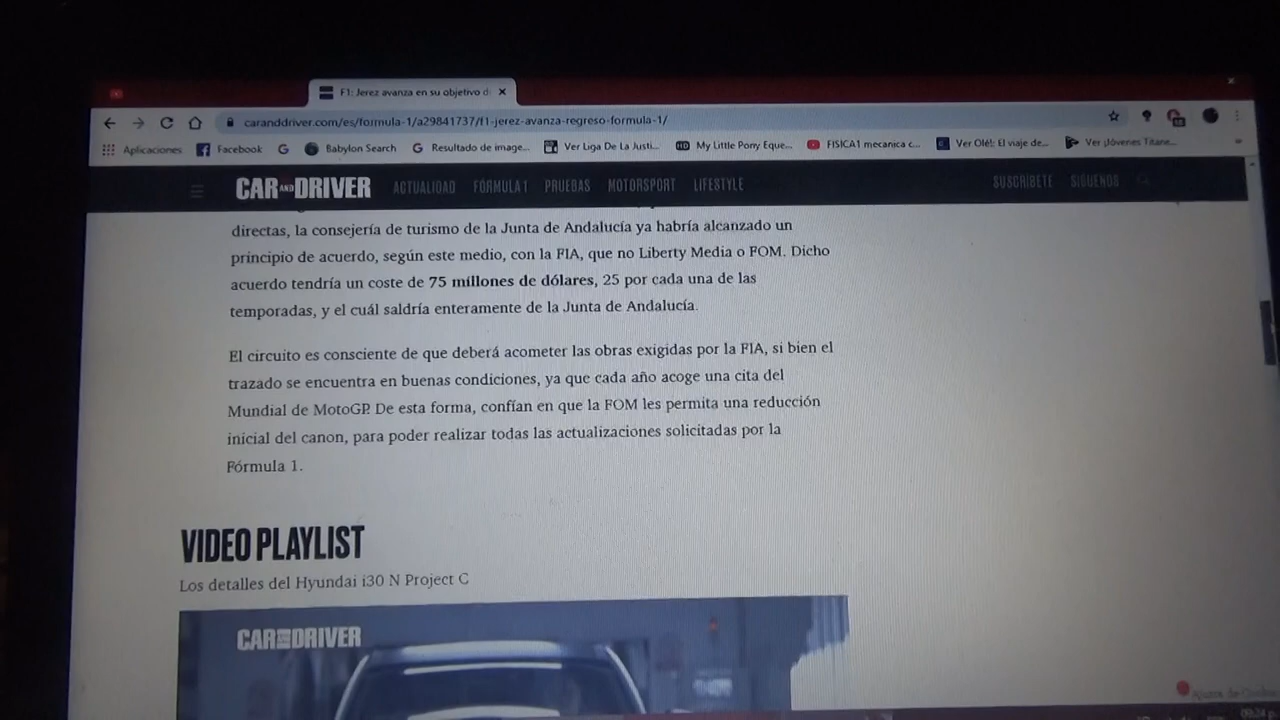 F1: Jerez avanza en su objetivo d
caranddriver.com/es/formula-1/a29841737/f1-jerez-avanza-regreso-formula-1/
Aplicaciones Facebook Babylon Search Resultado de image... Ver Liga De La Justi... My Little Pony Eque... FISICA1 mecanica c... Ver Olé!: El viaje de... Ver ¡Jóvenes Titane...
CAR AND DRIVER ACTUALIDAD FÓRMULA 1 PRUEBAS MOTORSPORT LIFESTYLE SUSCRÍBETE SÍGUENOS
directas, la consejería de turismo de la Junta de Andalucía ya habría alcanzado un
principio de acuerdo, según este medio, con la FIA, que no Liberty Media o FOM. Dicho
acuerdo tendría un coste de 75 millones de dólares, 25 por cada una de las
temporadas, y el cuál saldría enteramente de la Junta de Andalucía.
El circuito es consciente de que deberá acometer las obras exigidas por la FIA, si bien el
trazado se encuentra en buenas condiciones, ya que cada año acoge una cita del
Mundial de MotoGP. De esta forma, confían en que la FOM les permita una reducción
inicial del canon, para poder realizar todas las actualizaciones solicitadas por la
Fórmula 1.
VIDEO PLAYLIST
Los detalles del Hyundai i30 N Project C
CAR AND DRIVER
Ajustes de Cookies